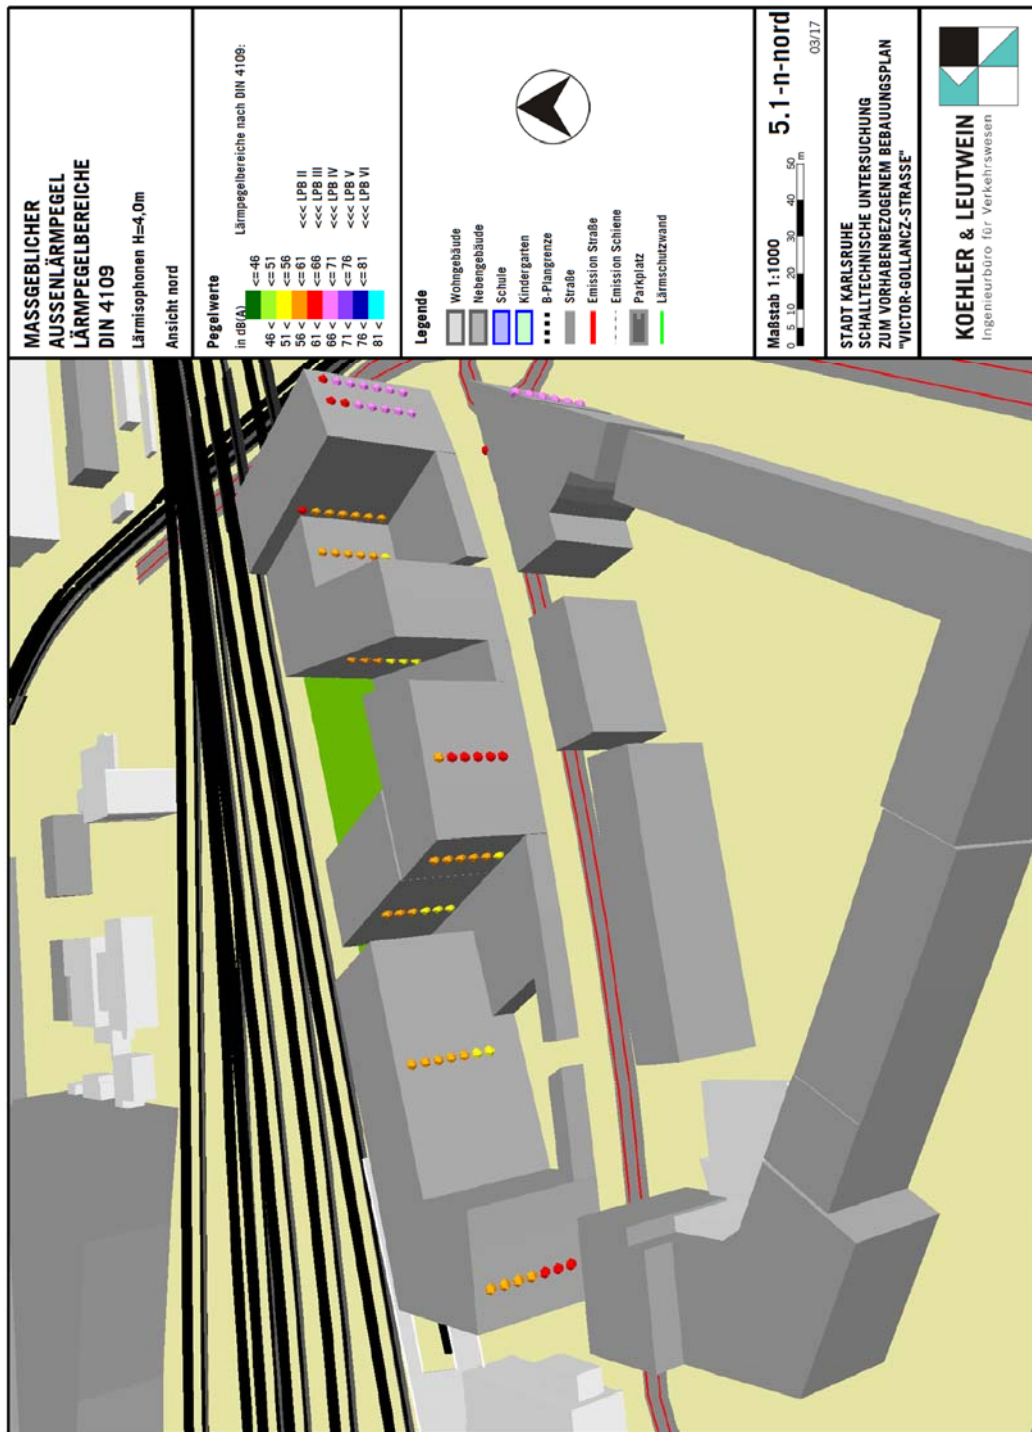 MASSGEBLICHER
AUSSENLÄRMPEGEL
LÄRMPEGELBEREICHE
DIN 4109
Lärmisophonen H=4,0m
Ansicht nord
Pegelwerte
in dB(A)
Lärmpegelbereiche nach DIN 4109:
<=46
46 < <=51
51 < <=56
56 < <=61 <<< LPB II
61 < <=66 <<< LPB III
66 < <=71 <<< LPB IV
71 < <=76 <<< LPB V
76 < <=81 <<< LPB VI
81 <
Legende
Wohngebäude
Nebengebäude
Schule
Kindergarten
B-Plangrenze
Straße
Emission Straße
Emission Schiene
Parkplatz
Lärmschutzwand
Maßstab 1:1000
0 5 10 20 30 40 50
m
5.1-n-nord
03/17
STADT KARLSRUHE
SCHALLTECHNISCHE UNTERSUCHUNG
ZUM VORHABENBEZOGENEM BEBAUUNGSPLAN
"VICTOR-GOLLANCZ-STRASSE"
KOEHLER & LEUTWEIN
Ingenieurbüro für Verkehrswesen